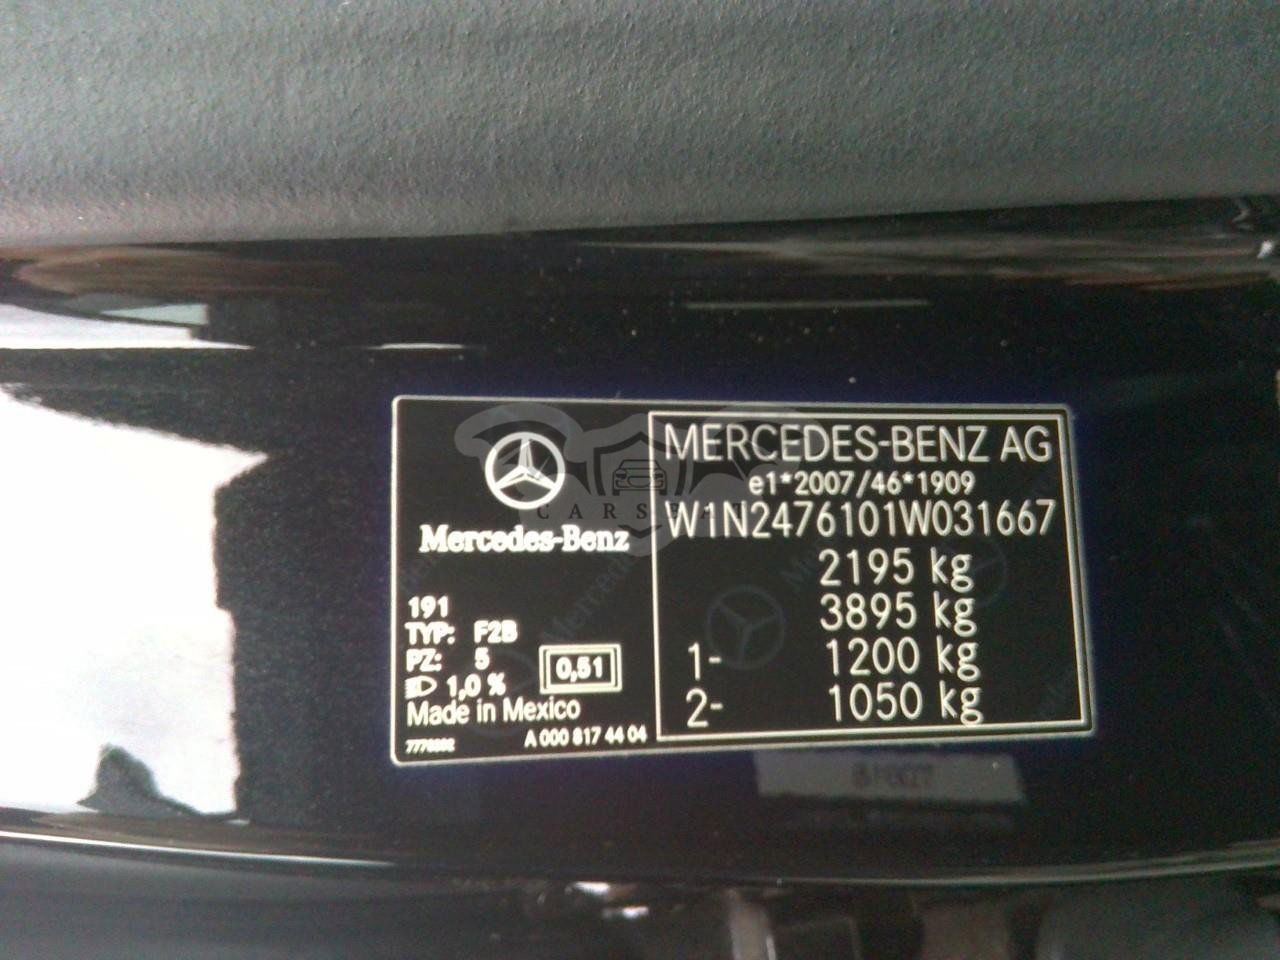 MERCEDES-BENZ AG
e1*2007/46*1909
W1N2476101W031667
2195 kg
3895 kg
1- 1200 kg
2- 1050 kg
Mercedes-Benz
191
TYP: F2B
PZ: 5
0,51
1,0 %
Made in Mexico
A 000 817 44 04
CARSBAT